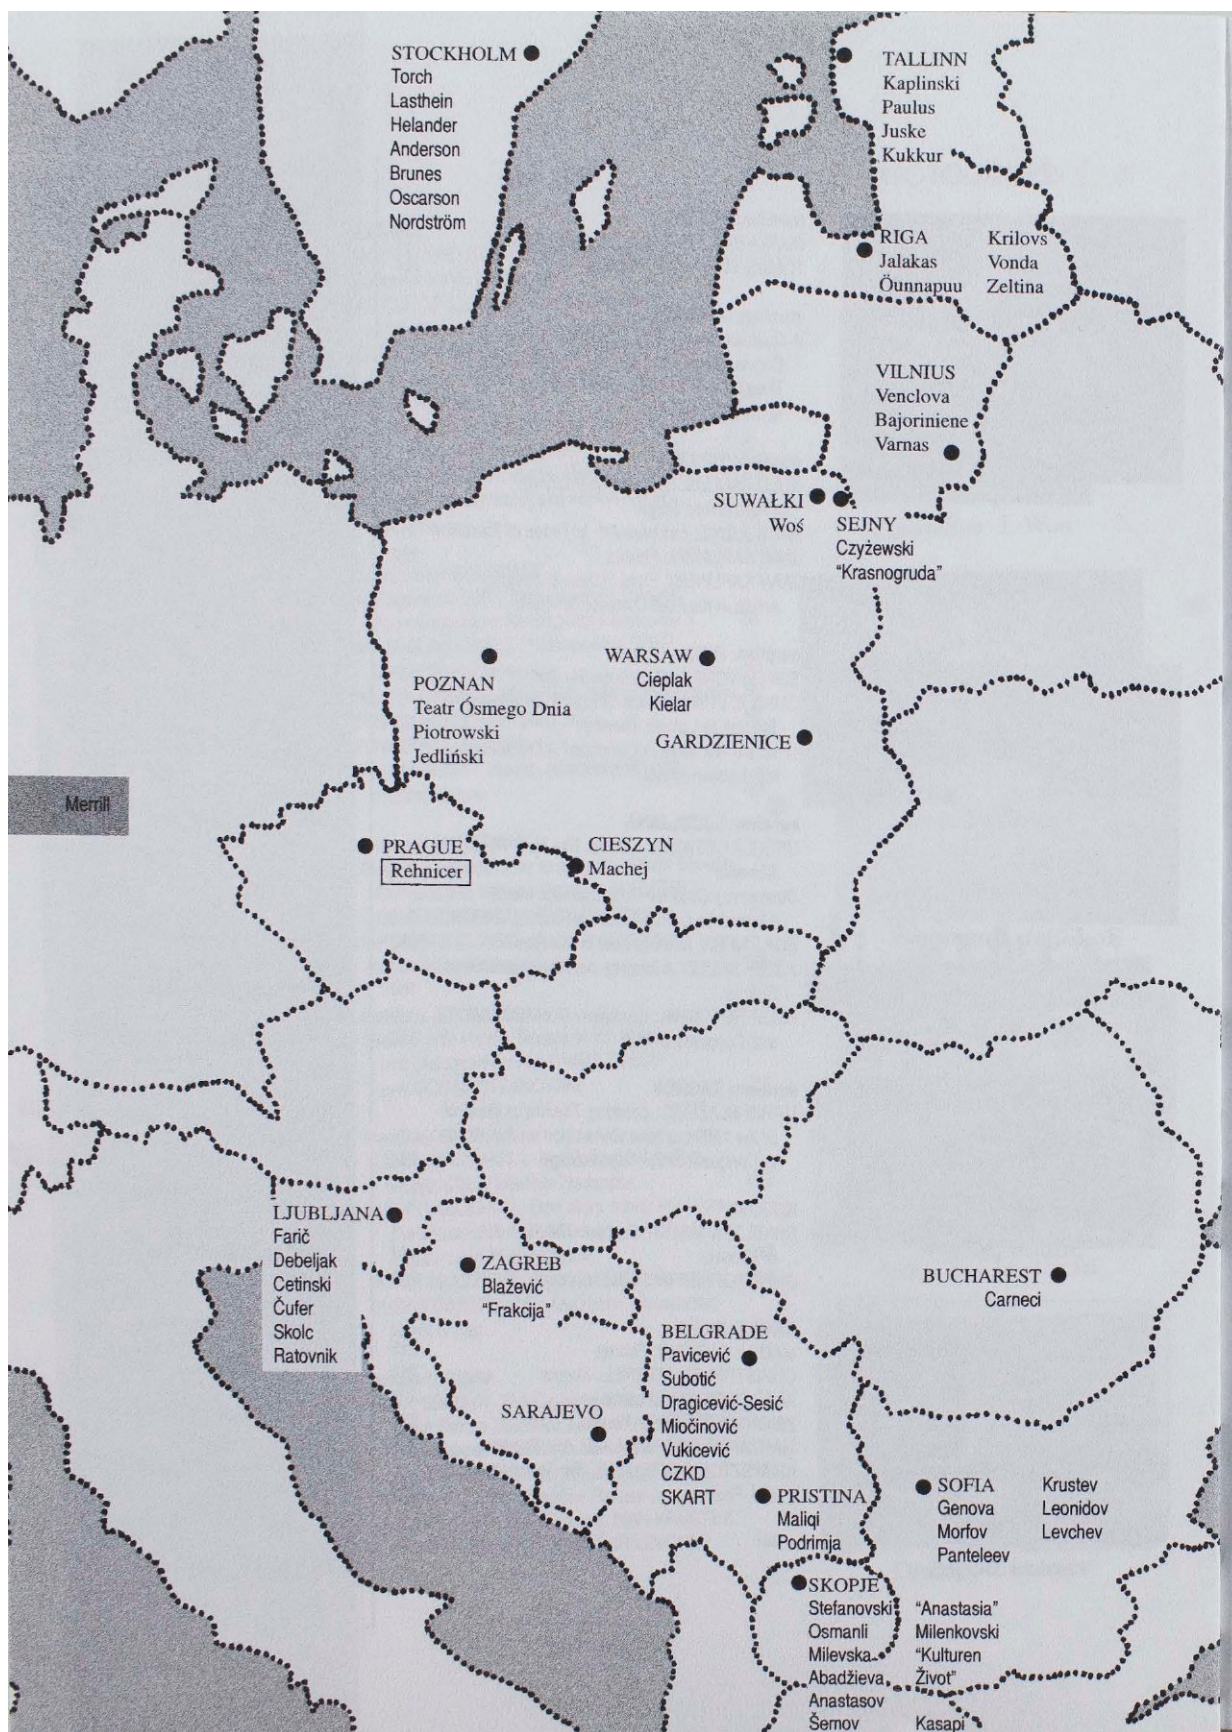 STOCKHOLM
Torch
Lasthein
Helander
Anderson
Brunes
Oscarson
Nordström
TALLINN
Kaplinski
Paulus
Juske
Kukkur
RIGA
Jalakas
Öunnapuu
Krilovs
Vonda
Zeltina
VILNIUS
Venclova
Bajoriniene
Varnas
SUWAŁKI
Woś
SEJNY
Czyżewski
“Krasnogruda”
POZNAN
Teatr Ósmego Dnia
Piotrowski
Jedliński
WARSAW
Cieplak
Kielar
GARDZIENICE
Merrill
PRAGUE
Rehnicer
CIESZYN
Machej
LJUBLJANA
Farič
Debeljak
Cetinski
Čufer
Skolc
Ratovnik
ZAGREB
Blažević
“Frakcija”
BUCHAREST
Carneci
BELGRADE
Pavicević
Subotić
Dragicević-Sesić
Miočinović
Vukicević
CZKD
SKART
SARAJEVO
PRISTINA
Maliqi
Podrimja
SOFIA
Genova
Morfov
Panteleev
Krustev
Leonidov
Levchev
SKOPJE
Stefanovski
Osmanli
Milevska
Abadžieva
Anastasov
Šernov
“Anastasia”
Milenkovski
“Kulturen
Život”
Kasapi